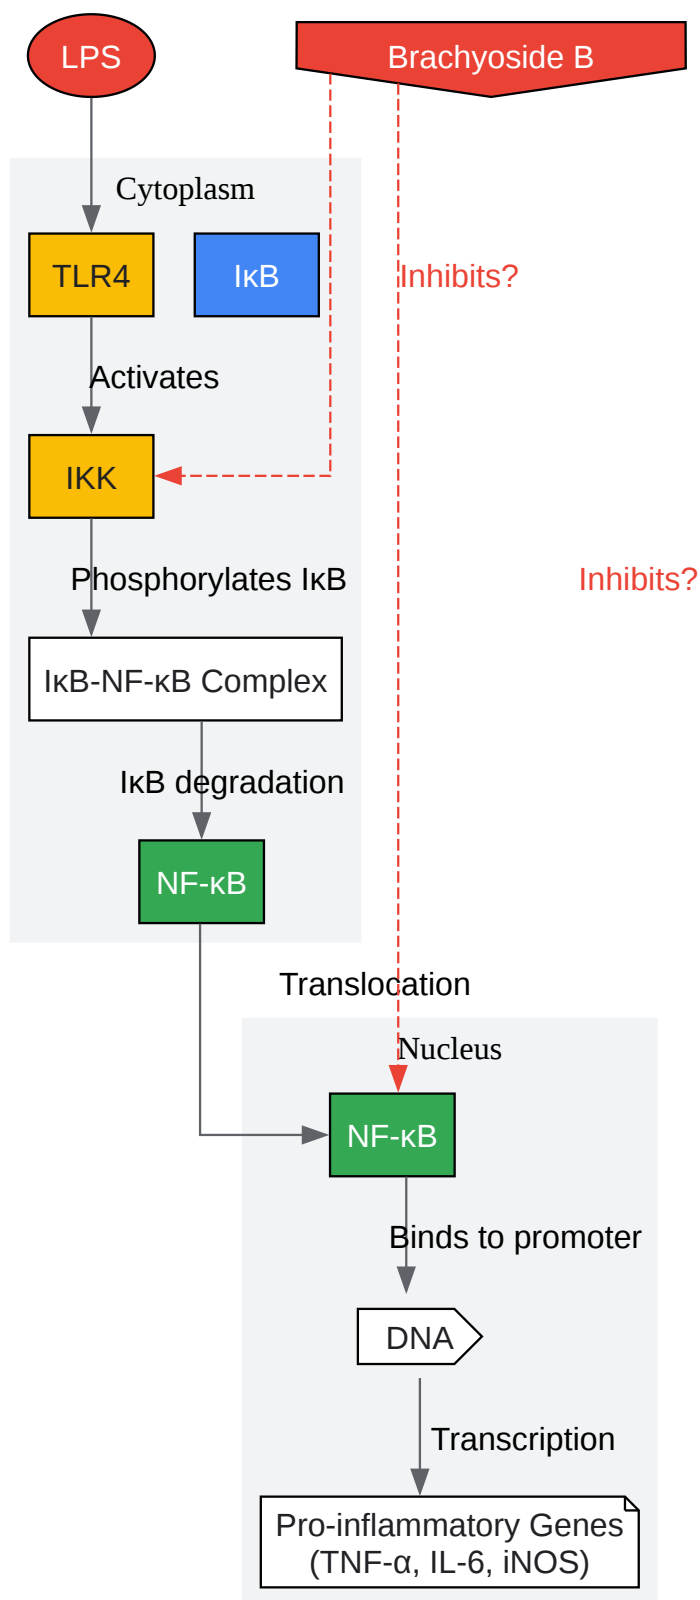 LPS
Brachyoside B
Cytoplasm
TLR4
IκB
Inhibits?
Activates
IKK
Phosphorylates IκB
Inhibits?
IκB-NF-κB Complex
IκB degradation
NF-κB
Translocation
Nucleus
NF-κB
Binds to promoter
DNA
Transcription
Pro-inflammatory Genes
(TNF-α, IL-6, iNOS)